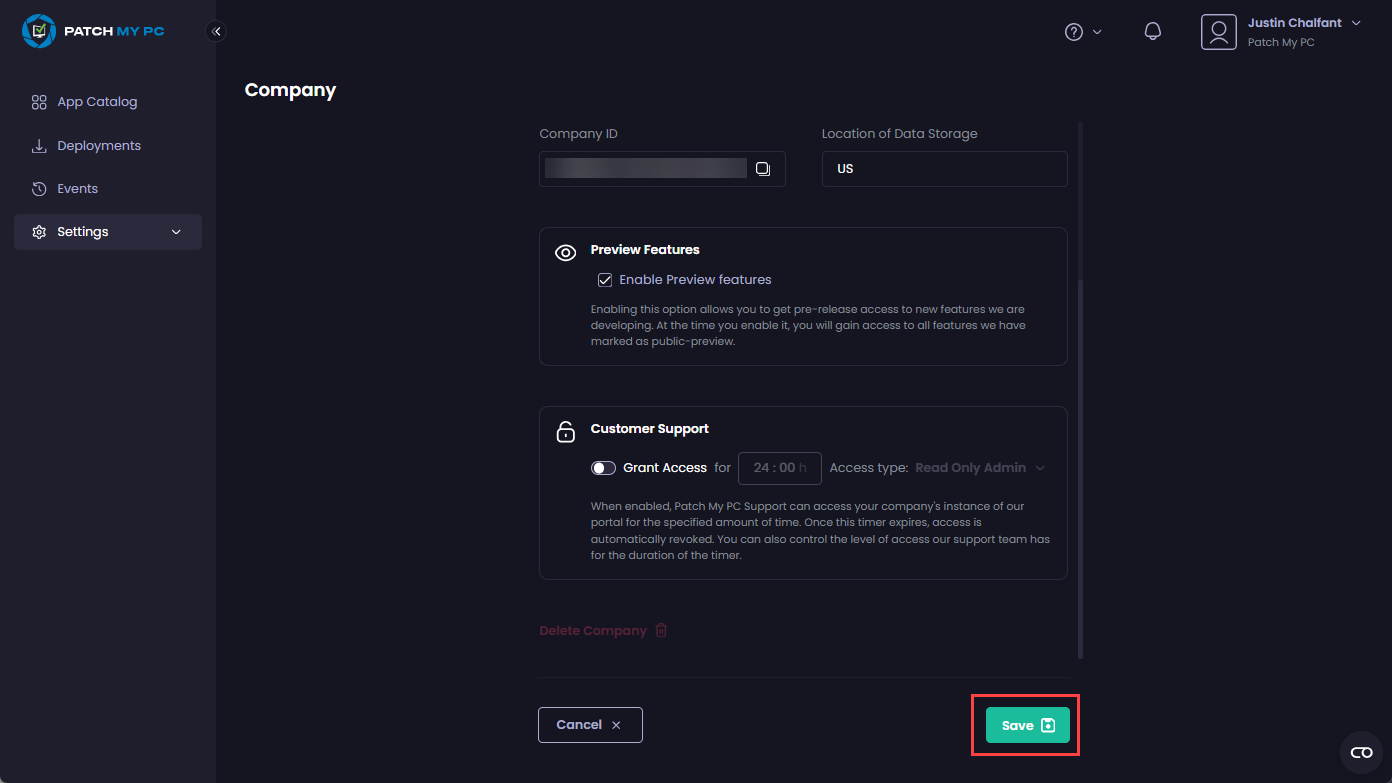 PATCH MY PC
Justin Chalfant
Patch My PC
App Catalog
Deployments
Events
Settings
Company
Company ID
Location of Data Storage
US
Preview Features
Enable Preview features
Enabling this option allows you to get pre-release access to new features we are
developing. At the time you enable it, you will gain access to all features we have
marked as public-preview.
Customer Support
Grant Access for 24 : 00 h Access type: Read Only Admin
When enabled, Patch My PC Support can access your company's instance of our
portal for the specified amount of time. Once this timer expires, access is
automatically revoked. You can also control the level of access our support team has
for the duration of the timer.
Delete Company
Cancel
Save